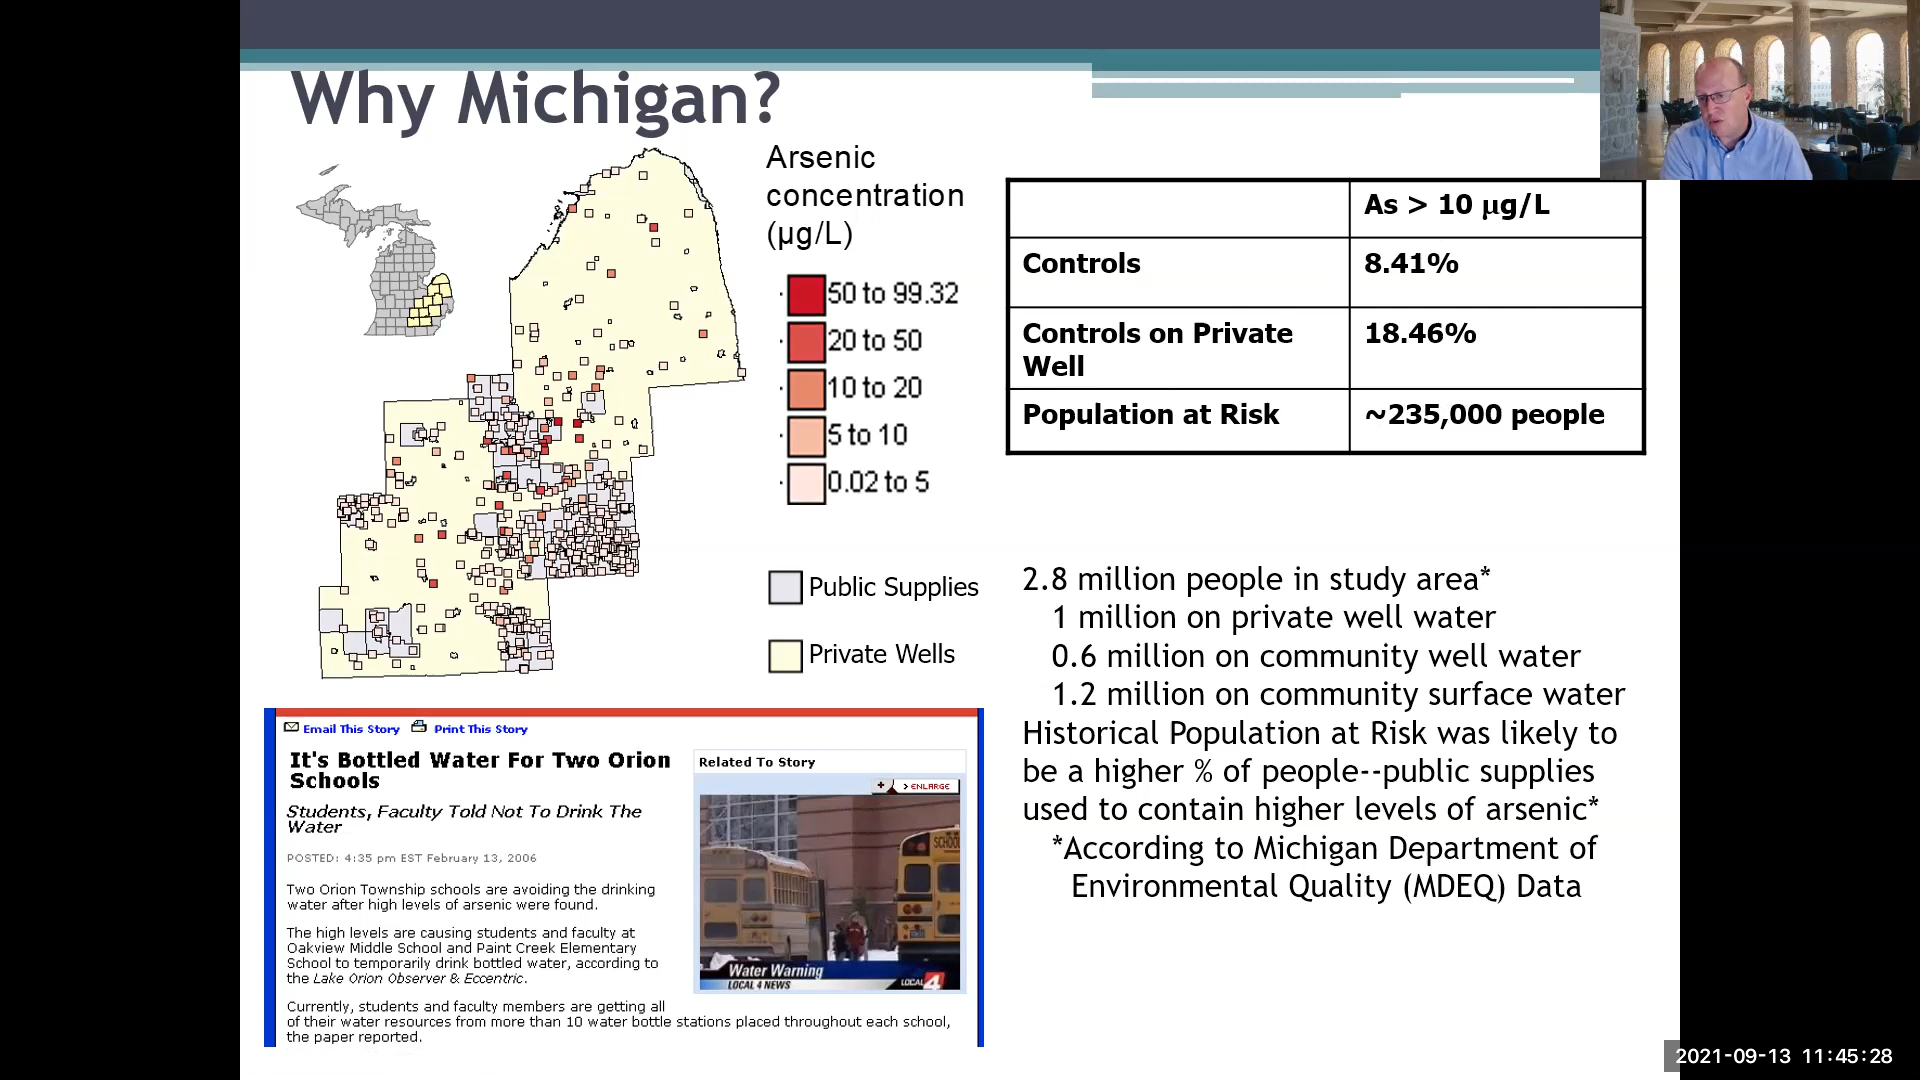 Why Michigan?
Arsenic
concentration
(µg/L)
50 to 99.32
20 to 50
10 to 20
5 to 10
0.02 to 5
Public Supplies
Private Wells
As > 10 µg/L
Controls
8.41%
Controls on Private
Well
18.46%
Population at Risk
~235,000 people
2.8 million people in study area*
1 million on private well water
0.6 million on community well water
1.2 million on community surface water
Historical Population at Risk was likely to
be a higher % of people--public supplies
used to contain higher levels of arsenic*
*According to Michigan Department of
Environmental Quality (MDEQ) Data
Email This Story Print This Story
It's Bottled Water For Two Orion
Schools
Students, Faculty Told Not To Drink The
Water
POSTED: 4:35 pm EST February 13, 2006
Two Orion Township schools are avoiding the drinking
water after high levels of arsenic were found.
The high levels are causing students and faculty at
Oakview Middle School and Paint Creek Elementary
School to temporarily drink bottled water, according to
the Lake Orion Observer & Eccentric.
Currently, students and faculty members are getting all
of their water resources from more than 10 water bottle stations placed throughout each school,
the paper reported.
Related To Story
+ > ENLARGE
SCHOOL
Water Warning
LOCAL 4 NEWS
LOCAL 4
2021-09-13 11:45:28